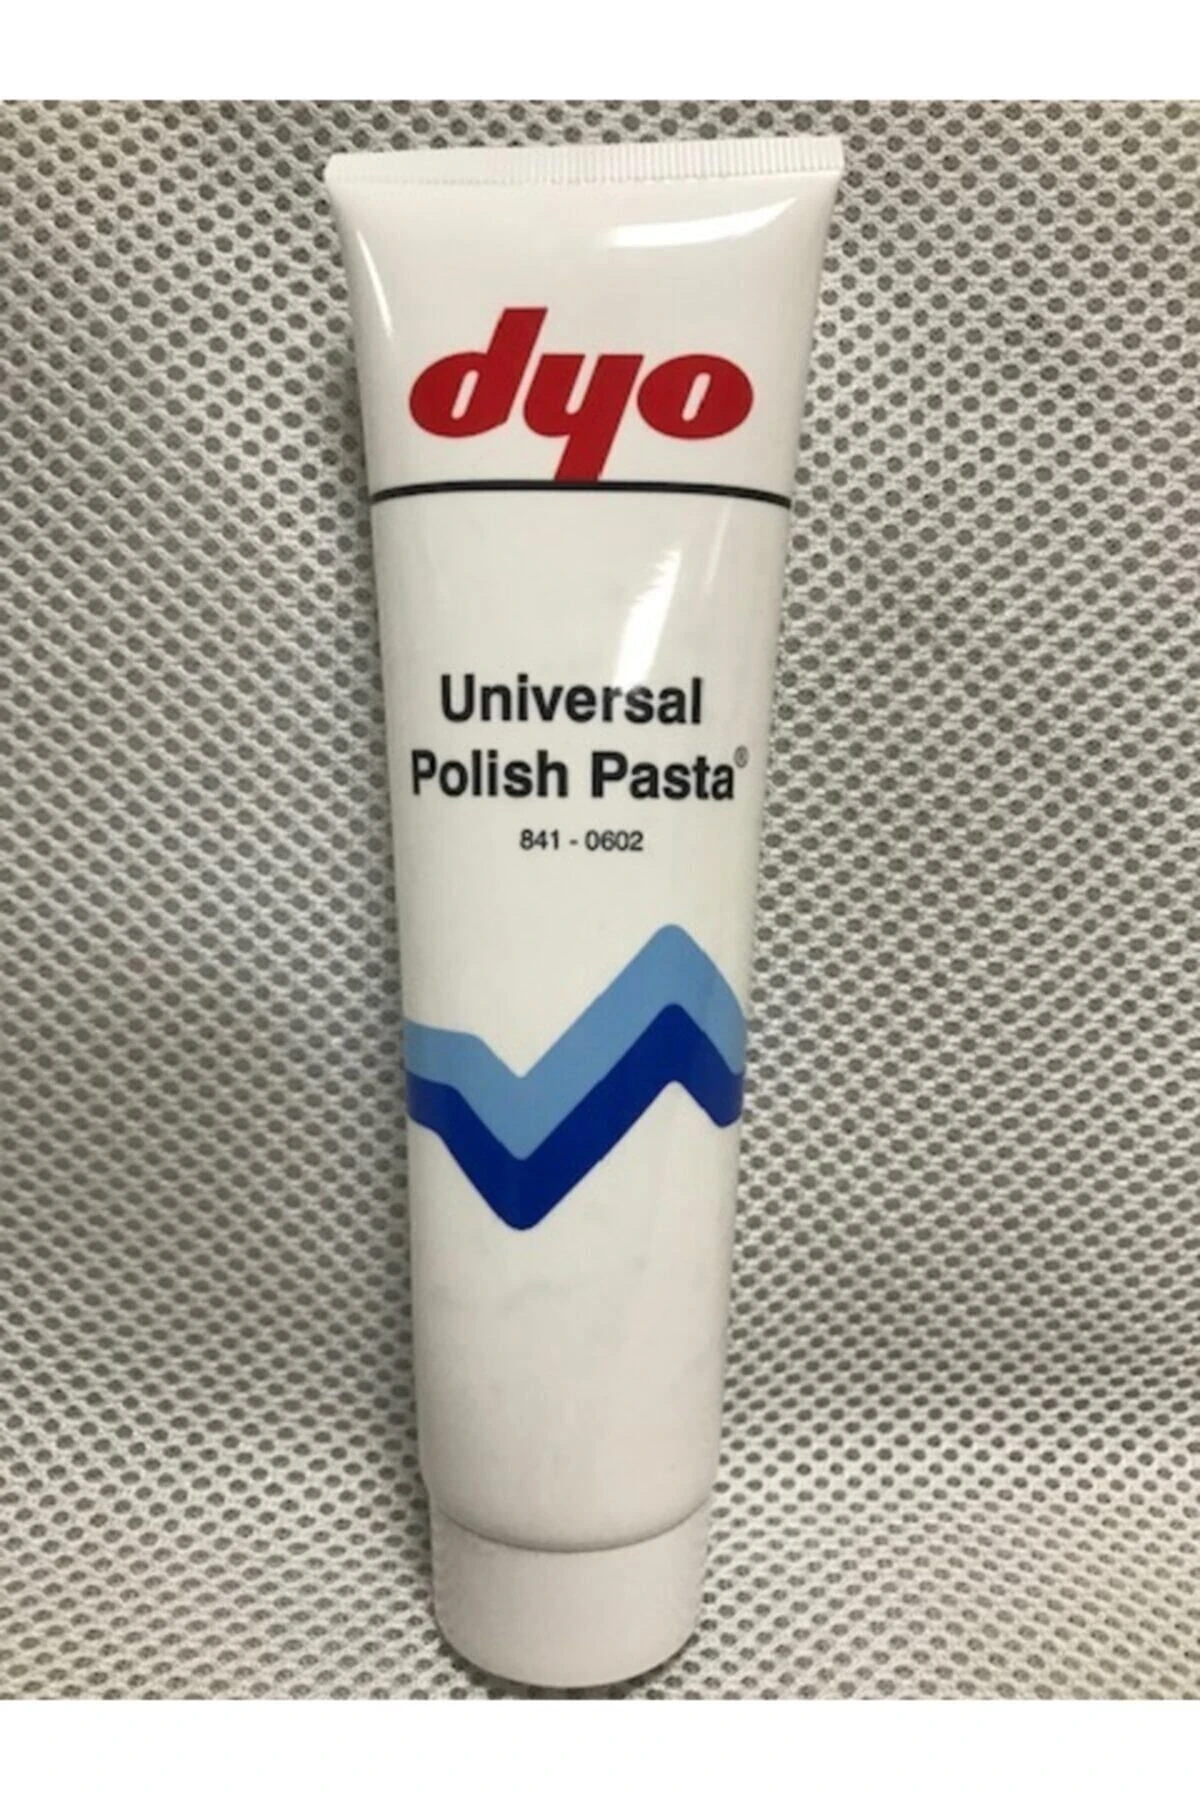 dyo
Universal
Polish Pasta®
841 - 0602